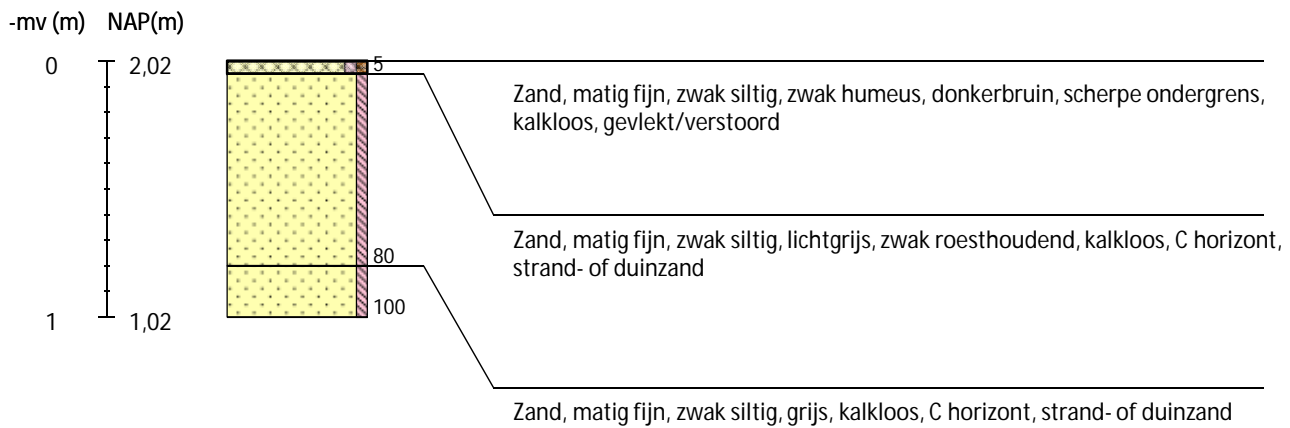 -mv (m) NAP(m)
0 2,02
5
Zand, matig fijn, zwak siltig, zwak humeus, donkerbruin, scherpe ondergrens,
kalkloos, gevlekt/verstoord
Zand, matig fijn, zwak siltig, lichtgrijs, zwak roesthoudend, kalkloos, C horizont,
strand- of duinzand
80
100
1 1,02
Zand, matig fijn, zwak siltig, grijs, kalkloos, C horizont, strand- of duinzand